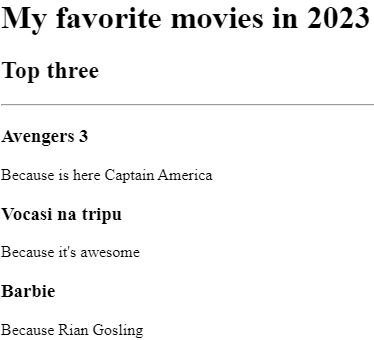 My favorite movies in 2023
Top three
Avengers 3
Because is here Captain America
Vocasi na tripu
Because it's awesome
Barbie
Because Rian Gosling